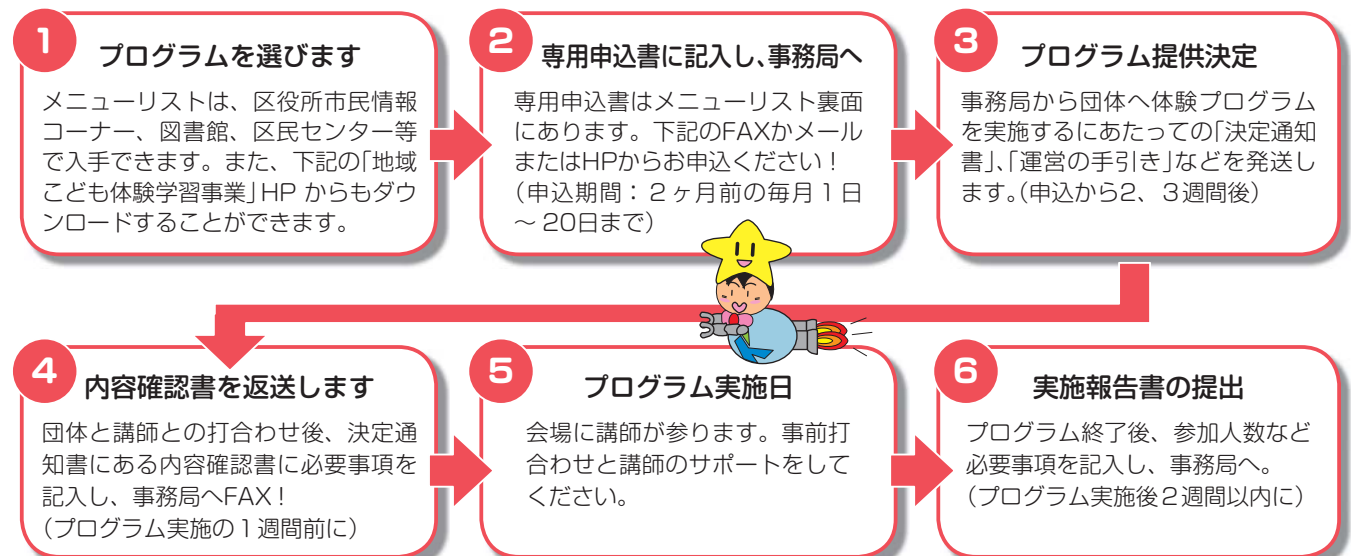 1
プログラムを選びます
メニューリストは、区役所市民情報
コーナー、図書館、区民センター等
で入手できます。また、下記の｢地域
こども体験学習事業｣HP からもダウ
ンロードすることができます。
2
専用申込書に記入し､事務局へ
専用申込書はメニューリスト裏面
にあります。下記のFAXかメール
またはHPからお申込ください！
（申込期間：２ヶ月前の毎月１日
～ 20日まで）
3
プログラム提供決定
事務局から団体へ体験プログラム
を実施するにあたっての｢決定通知
書｣､｢運営の手引き｣などを発送し
ます。(申込から2、３週間後）
4
内容確認書を返送します
団体と講師との打合わせ後、決定通
知書にある内容確認書に必要事項を
記入し、事務局へFAX！
（プログラム実施の１週間前に）
5
プログラム実施日
会場に講師が参ります。事前打
合わせと講師のサポートをして
ください。
6
実施報告書の提出
プログラム終了後、参加人数など
必要事項を記入し、事務局へ。
（プログラム実施後２週間以内に）